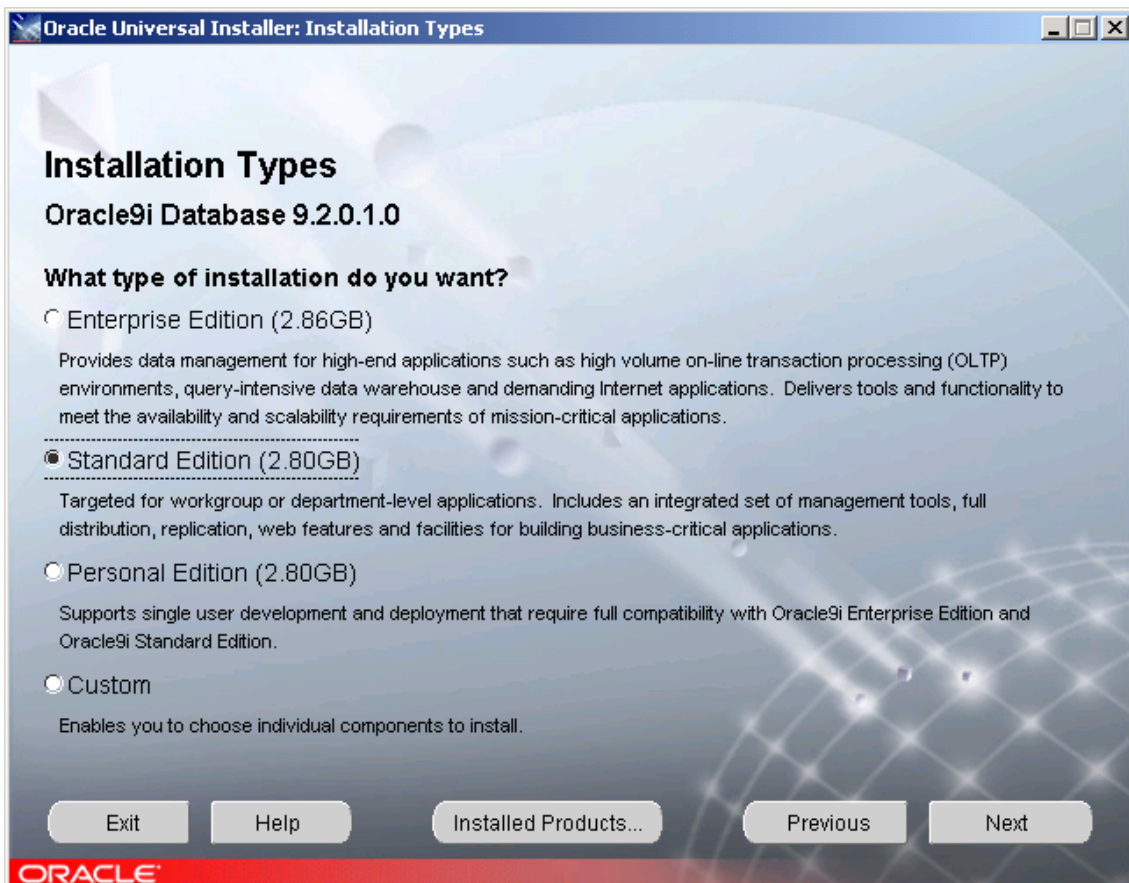 Oracle Universal Installer: Installation Types
Installation Types
Oracle9i Database 9.2.0.1.0
What type of installation do you want?
Enterprise Edition (2.86GB)
Provides data management for high-end applications such as high volume on-line transaction processing (OLTP)
environments, query-intensive data warehouse and demanding Internet applications.  Delivers tools and functionality to
meet the availability and scalability requirements of mission-critical applications.
Standard Edition (2.80GB)
Targeted for workgroup or department-level applications.  Includes an integrated set of management tools, full
distribution, replication, web features and facilities for building business-critical applications.
Personal Edition (2.80GB)
Supports single user development and deployment that require full compatibility with Oracle9i Enterprise Edition and
Oracle9i Standard Edition.
Custom
Enables you to choose individual components to install.
Exit Help Installed Products... Previous Next
ORACLE